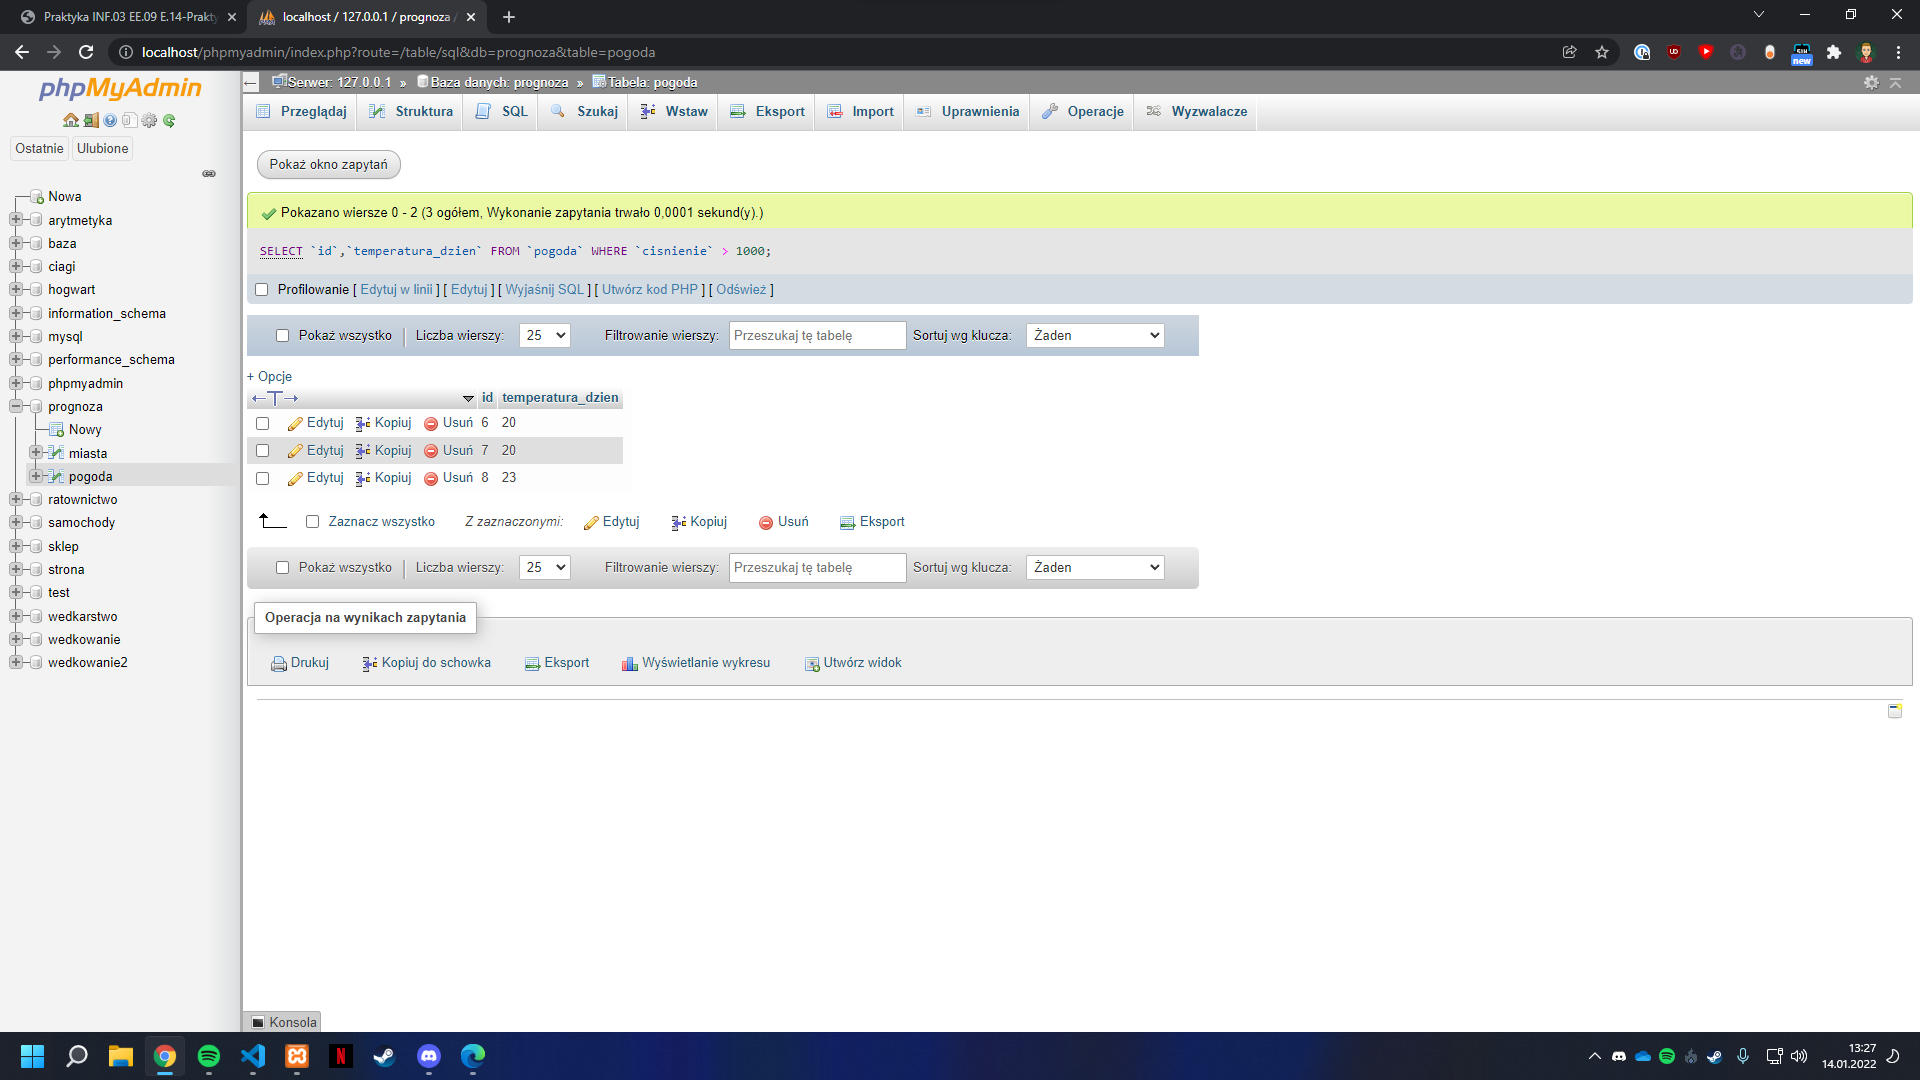 Praktyka INF.03 EE.09 E.14-Prakty
localhost / 127.0.0.1 / prognoza /
localhost/phpmyadmin/index.php?route=/table/sql&db=prognoza&table=pogoda
new
phpMyAdmin
Ostatnie
Ulubione
Nowa
arytmetyka
baza
ciagi
hogwart
information_schema
mysql
performance_schema
phpmyadmin
prognoza
Nowy
miasta
pogoda
ratownictwo
samochody
sklep
strona
test
wedkarstwo
wedkowanie
wedkowanie2
Serwer: 127.0.0.1 » Baza danych: prognoza » Tabela: pogoda
Przeglądaj Struktura SQL Szukaj Wstaw Eksport Import Uprawnienia Operacje Wyzwalacze
Pokaż okno zapytań
Pokazano wiersze 0 - 2 (3 ogółem, Wykonanie zapytania trwało 0,0001 sekund(y).)
SELECT `id`,`temperatura_dzien` FROM `pogoda` WHERE `cisnienie` > 1000;
Profilowanie [ Edytuj w linii ] [ Edytuj ] [ Wyjaśnij SQL ] [ Utwórz kod PHP ] [ Odśwież ]
Pokaż wszystko Liczba wierszy: 25 Filtrowanie wierszy: Przeszukaj tę tabelę Sortuj wg klucza: Żaden
+ Opcje
←T→ id temperatura_dzien
Edytuj Kopiuj Usuń 6 20
Edytuj Kopiuj Usuń 7 20
Edytuj Kopiuj Usuń 8 23
Zaznacz wszystko Z zaznaczonymi: Edytuj Kopiuj Usuń Eksport
Pokaż wszystko Liczba wierszy: 25 Filtrowanie wierszy: Przeszukaj tę tabelę Sortuj wg klucza: Żaden
Operacja na wynikach zapytania
Drukuj Kopiuj do schowka Eksport Wyświetlanie wykresu Utwórz widok
Konsola
13:27
14.01.2022